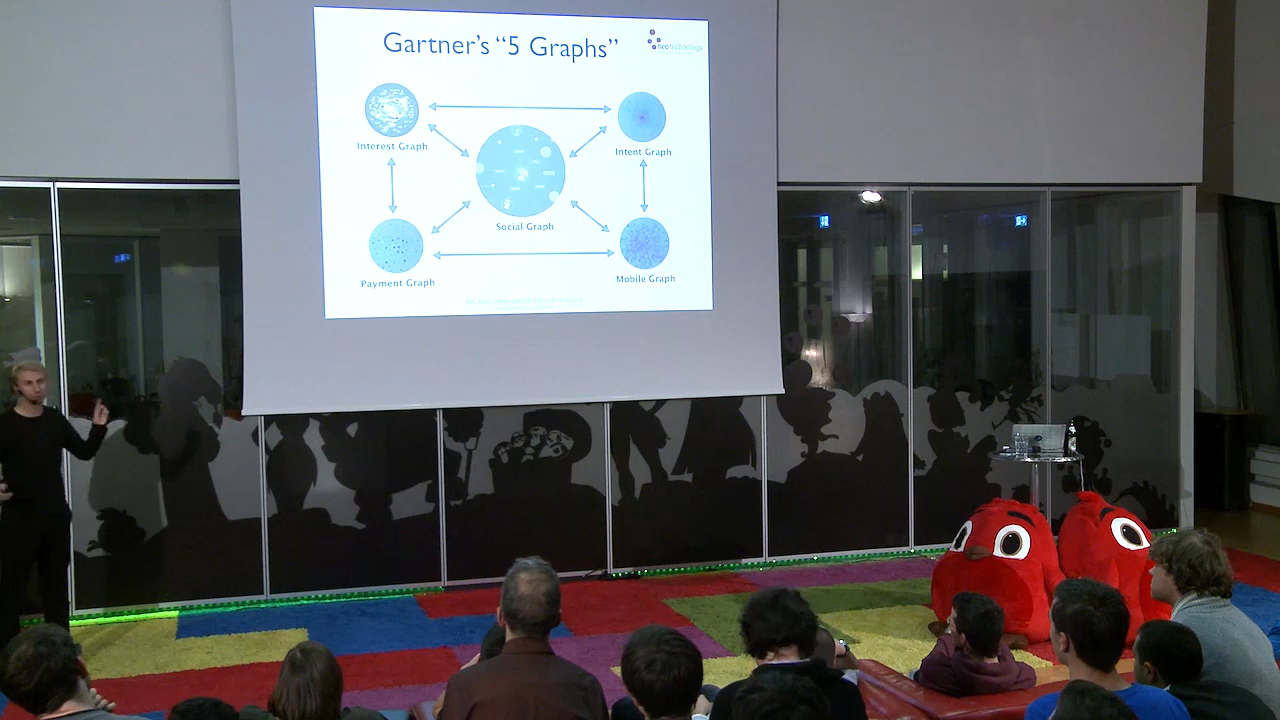 Gartner's "5 Graphs"
neotechnology
Interest Graph
Intent Graph
Social Graph
Payment Graph
Mobile Graph